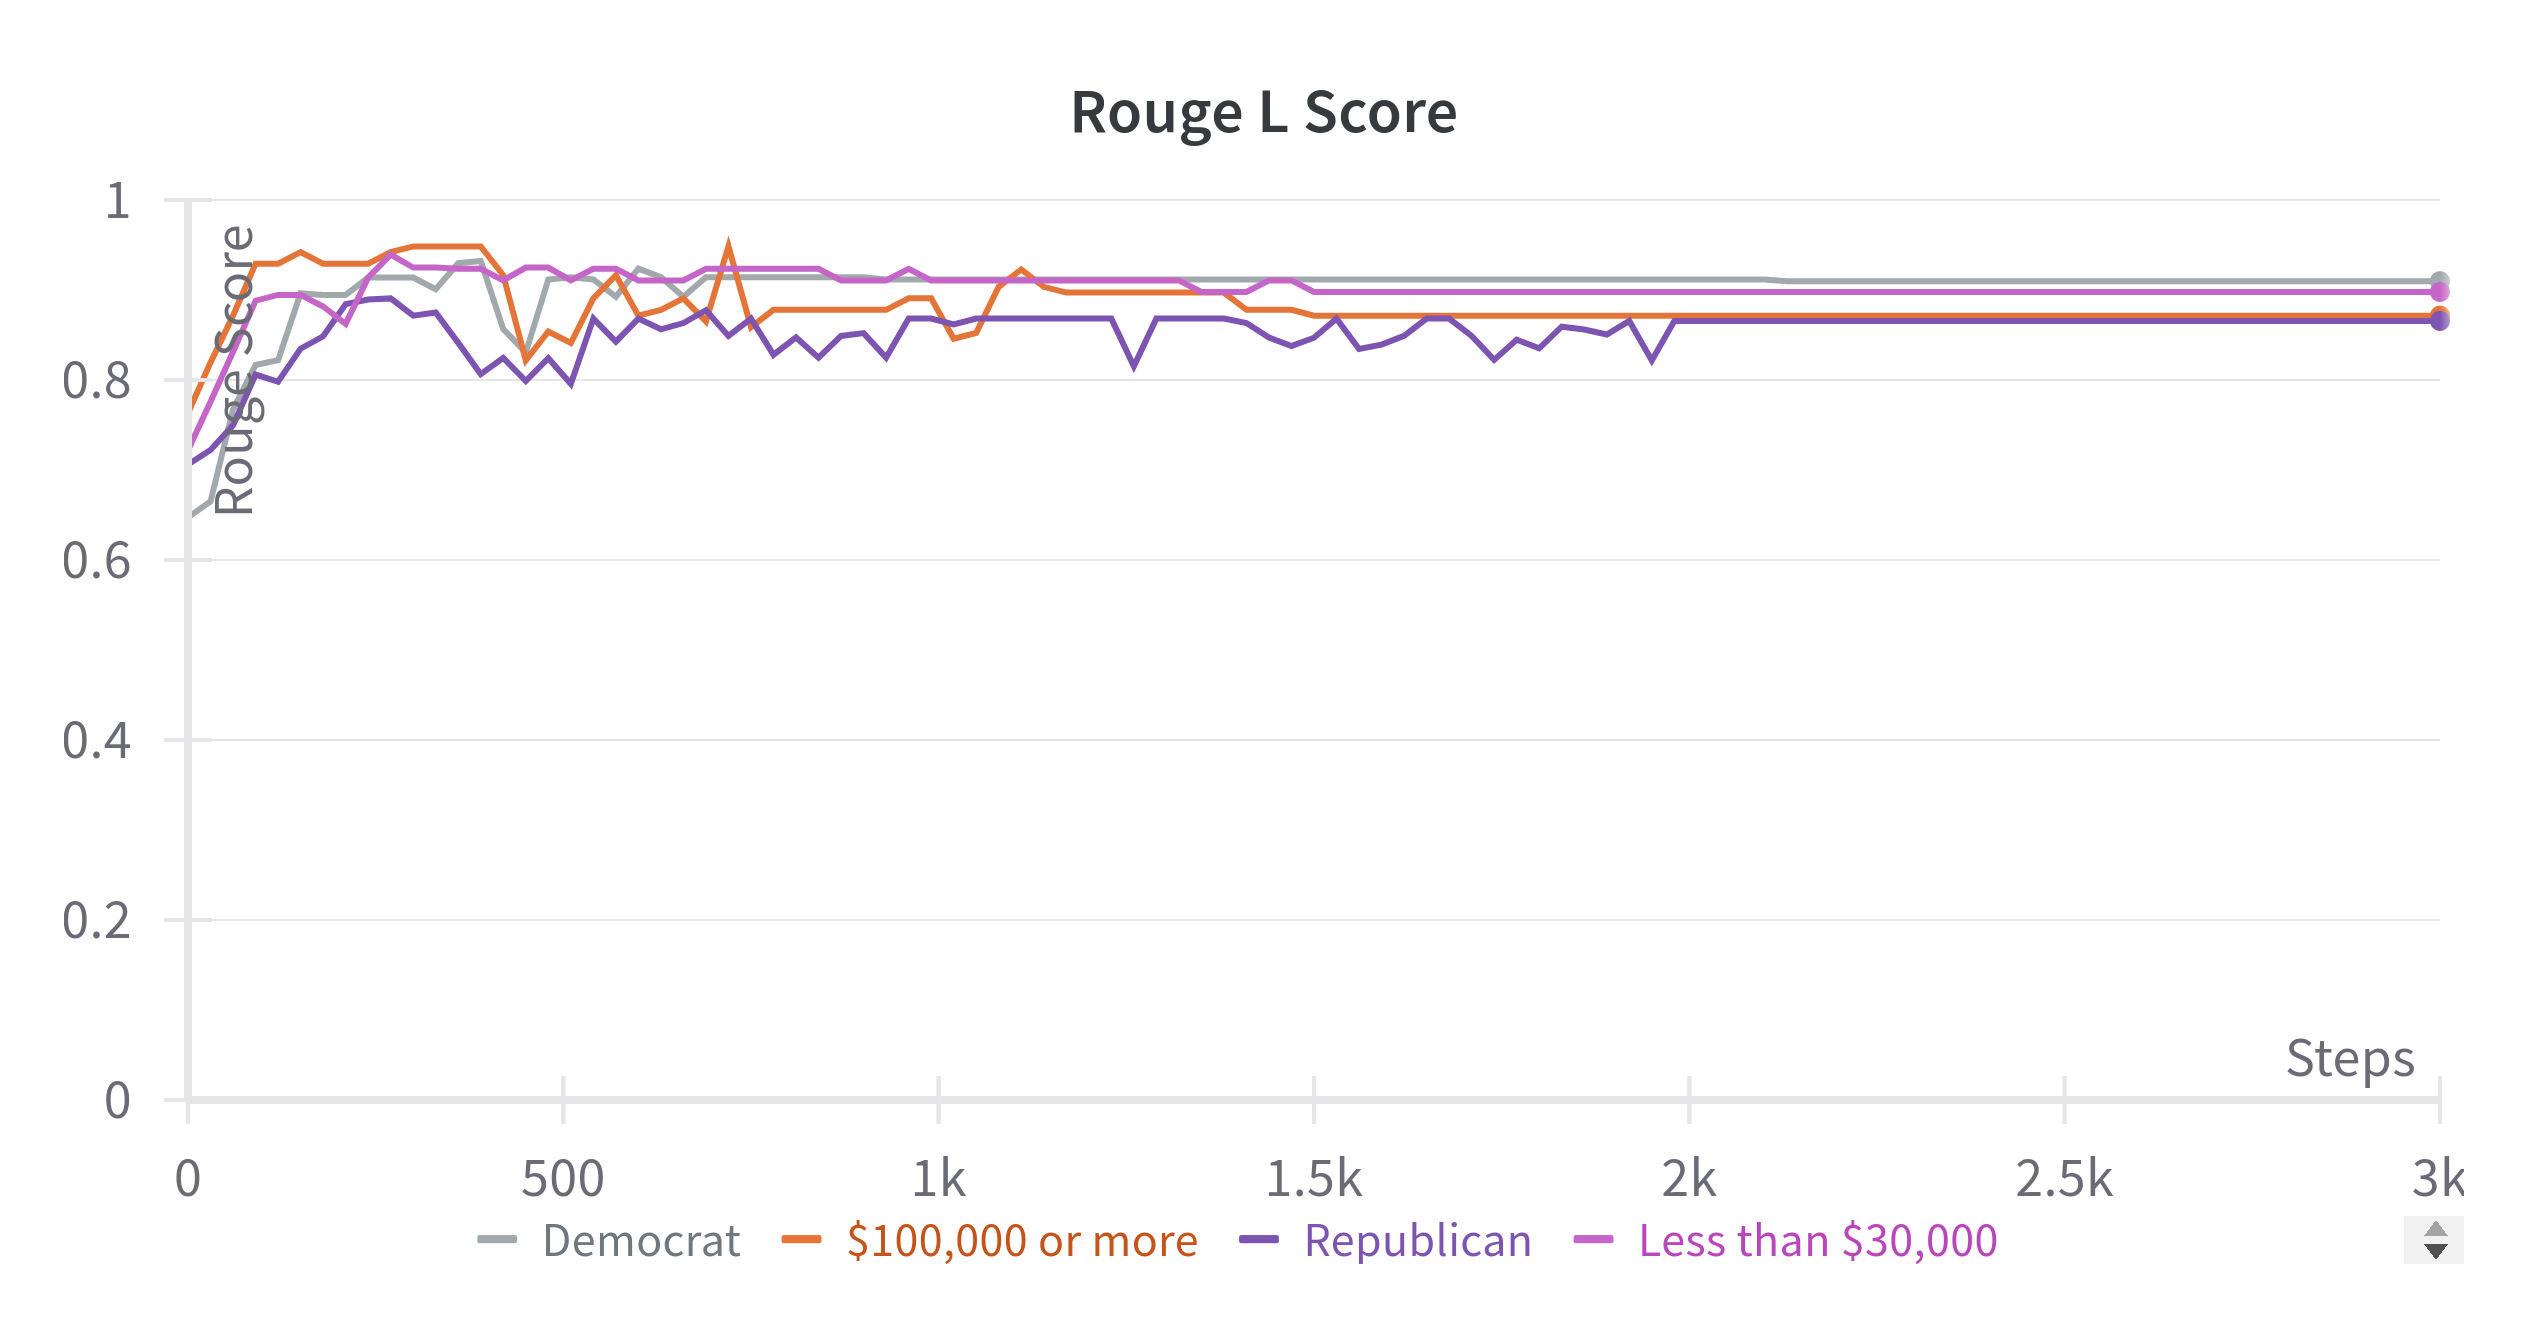 Rouge L Score
Rouge Score
1
0.8
0.6
0.4
0.2
0
Steps
0 500 1k 1.5k 2k 2.5k 3k
Democrat $100,000 or more Republican Less than $30,000